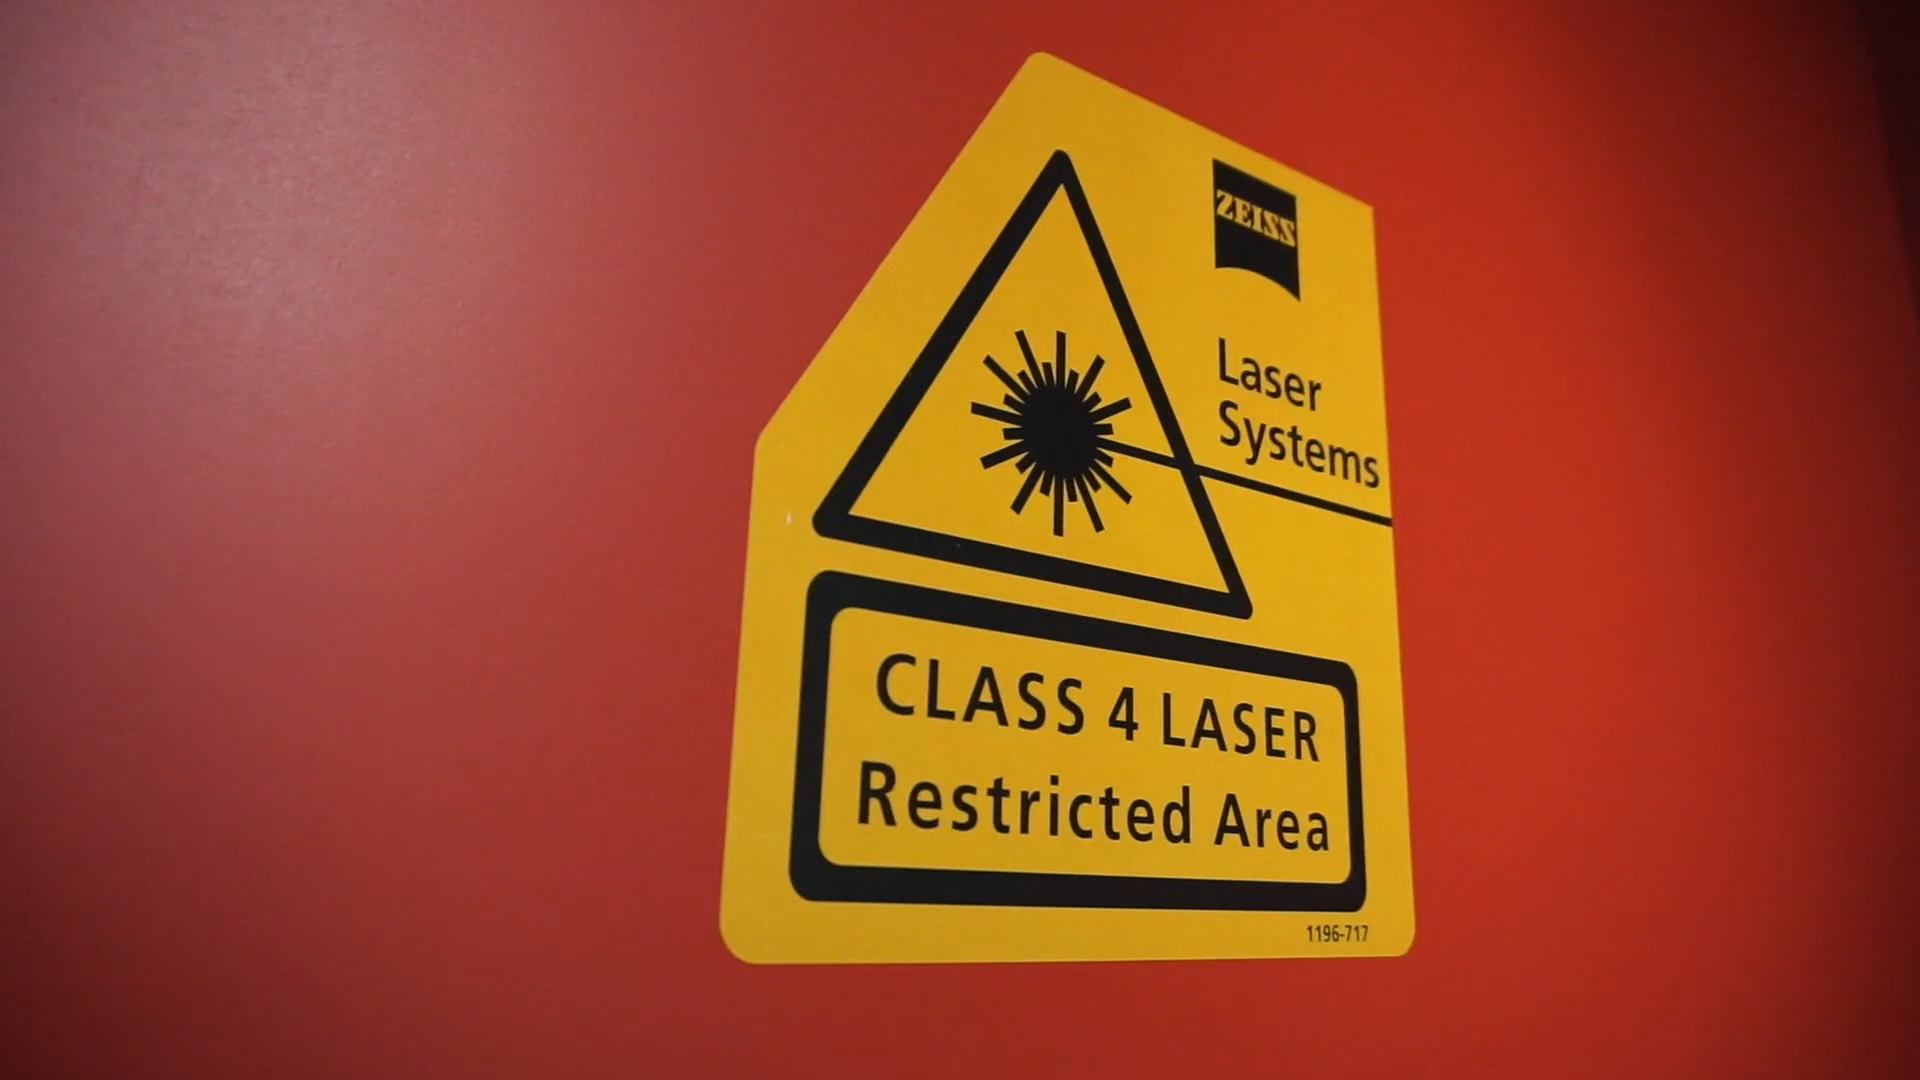 ZEISS
Laser
Systems
CLASS 4 LASER
Restricted Area
1196-717